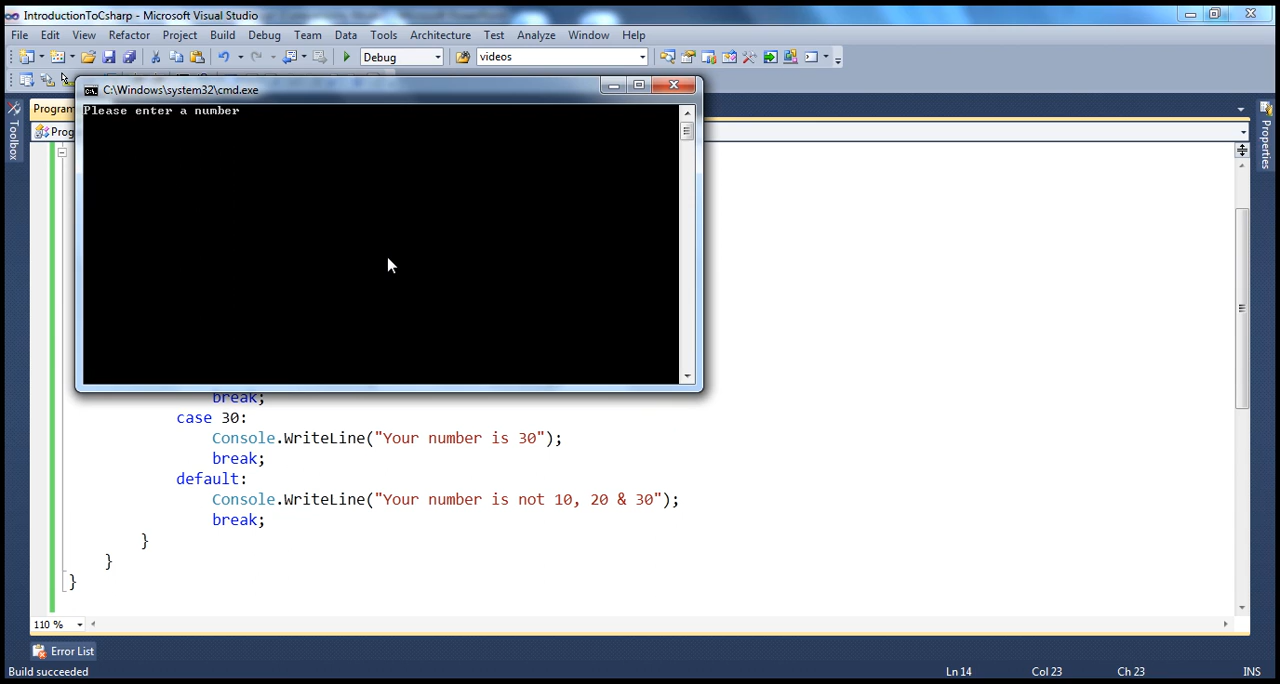 IntroductionToCsharp - Microsoft Visual Studio
File Edit View Refactor Project Build Debug Team Data Tools Architecture Test Analyze Window Help
Debug videos
C:\Windows\system32\cmd.exe
Please enter a number
Toolbox
Program
Prog
Properties
break;
case 30:
Console.WriteLine("Your number is 30");
break;
default:
Console.WriteLine("Your number is not 10, 20 & 30");
break;
}
}
}
110 %
Error List
Build succeeded Ln 14 Col 23 Ch 23 INS